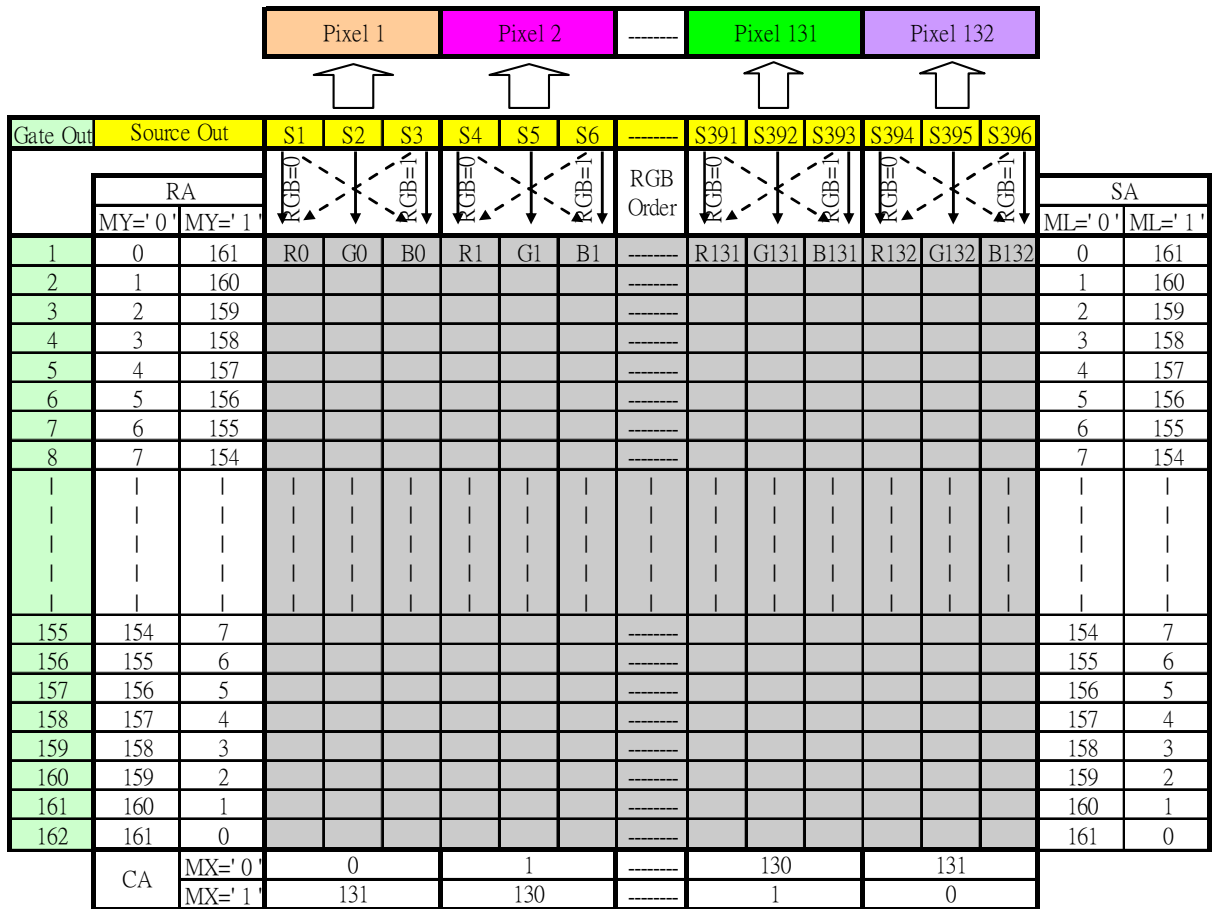 Pixel 1 Pixel 2 -------- Pixel 131 Pixel 132
Gate Out Source Out S1 S2 S3 S4 S5 S6 -------- S391 S392 S393 S394 S395 S396
RGB=0 RGB=1 RGB=0 RGB=1 RGB Order RGB=0 RGB=1 RGB=0 RGB=1
RA SA
MY=' 0 ' MY=' 1 ' ML=' 0 ' ML=' 1 '
1 0 161 R0 G0 B0 R1 G1 B1 -------- R131 G131 B131 R132 G132 B132 0 161
2 1 160 -------- 1 160
3 2 159 -------- 2 159
4 3 158 -------- 3 158
5 4 157 -------- 4 157
6 5 156 -------- 5 156
7 6 155 -------- 6 155
8 7 154 -------- 7 154
| | | | | | | | | | | | | | | | | |
| | | | | | | | | | | | | | | | | |
| | | | | | | | | | | | | | | | | |
| | | | | | | | | | | | | | | | | |
| | | | | | | | | | | | | | | | | |
155 154 7 -------- 154 7
156 155 6 -------- 155 6
157 156 5 -------- 156 5
158 157 4 -------- 157 4
159 158 3 -------- 158 3
160 159 2 -------- 159 2
161 160 1 -------- 160 1
162 161 0 -------- 161 0
CA MX=' 0 ' 0 1 -------- 130 131
MX=' 1 ' 131 130 -------- 1 0